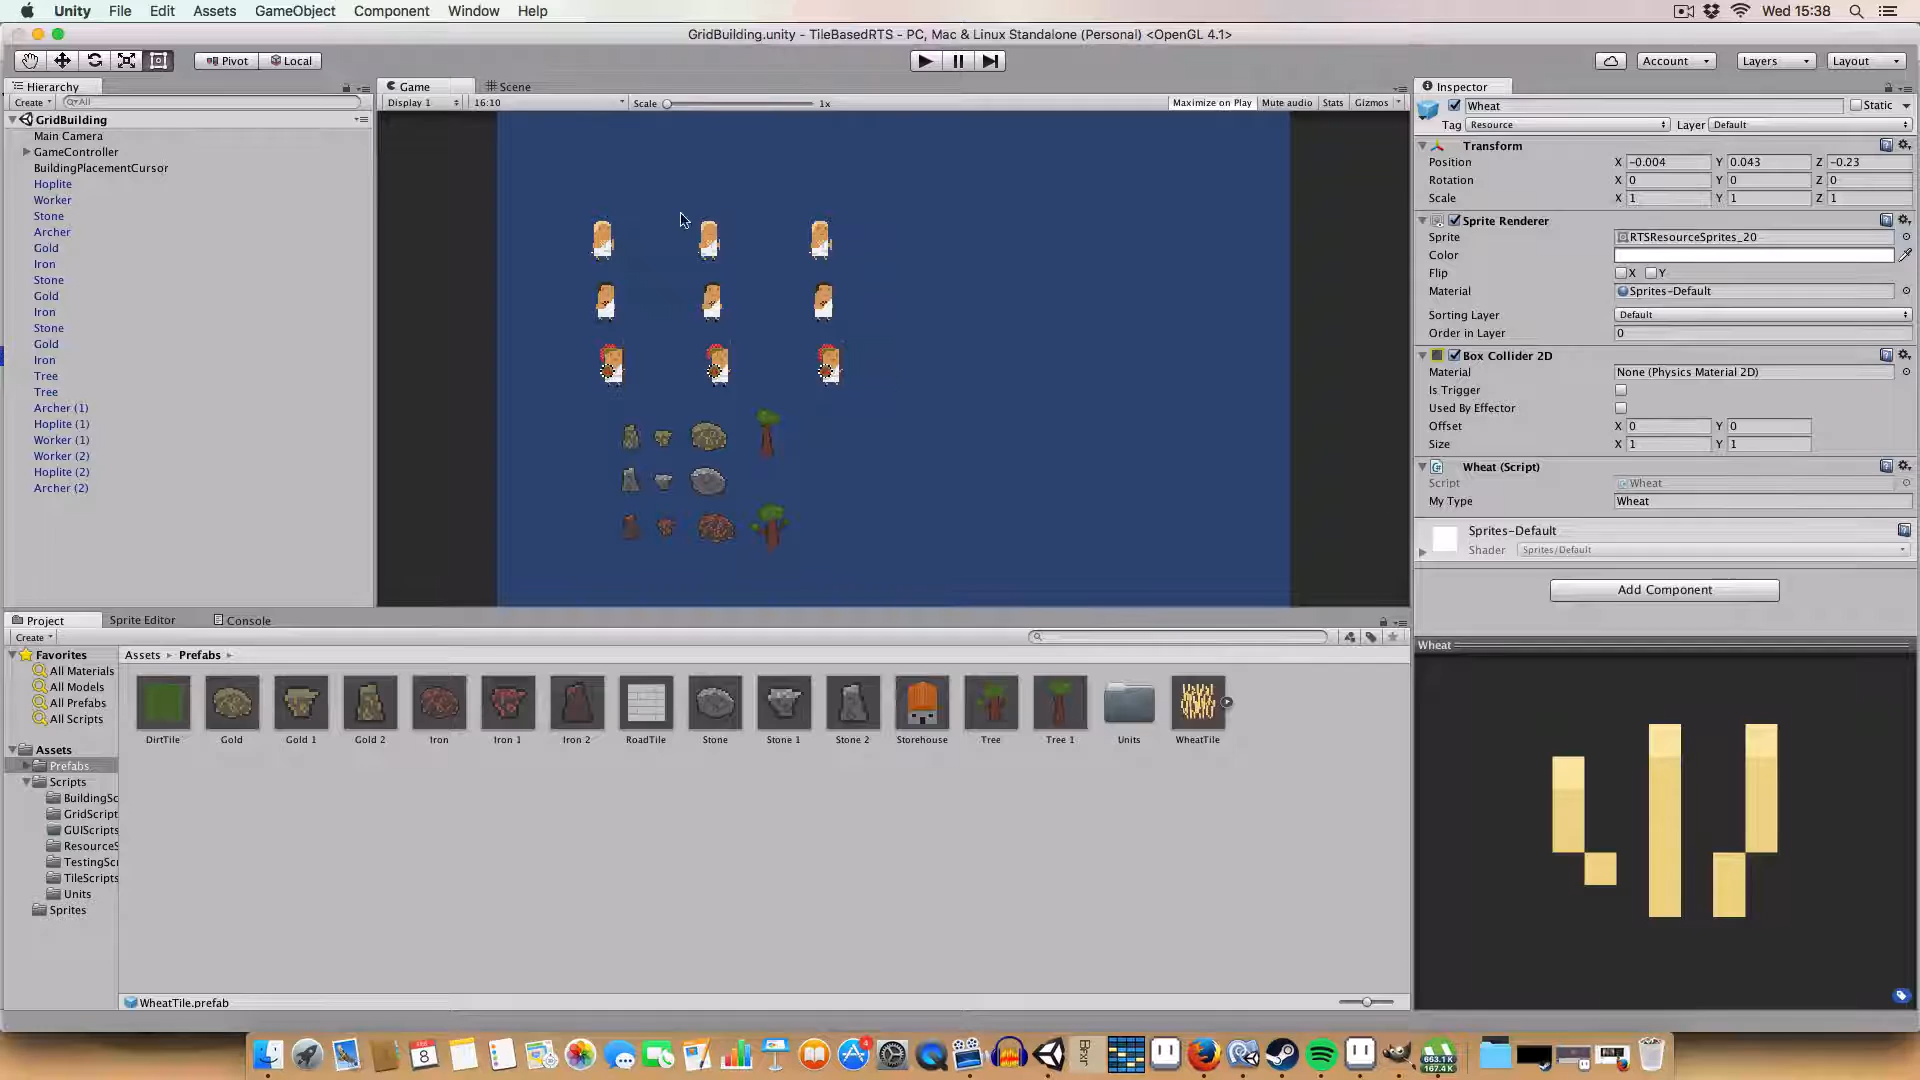 Unity File Edit Assets GameObject Component Window Help Wed 15:38
GridBuilding.unity - TileBasedRTS - PC, Mac & Linux Standalone (Personal) <OpenGL 4.1>
Pivot Local Account Layers Layout
Hierarchy
Create All
GridBuilding
Main Camera
GameController
BuildingPlacementCursor
Hoplite
Worker
Stone
Archer
Gold
Iron
Stone
Gold
Iron
Stone
Gold
Iron
Tree
Tree
Archer (1)
Hoplite (1)
Worker (1)
Worker (2)
Hoplite (2)
Archer (2)
Game Scene
Display 1 16:10 Scale 1x Maximize on Play Mute audio Stats Gizmos
Inspector
Wheat Static
Tag Resource Layer Default
Transform
Position X -0.004 Y 0.043 Z -0.23
Rotation X 0 Y 0 Z 0
Scale X 1 Y 1 Z 1
Sprite Renderer
Sprite RTSResourceSprites_20
Color
Flip X Y
Material Sprites-Default
Sorting Layer Default
Order in Layer 0
Box Collider 2D
Material None (Physics Material 2D)
Is Trigger
Used By Effector
Offset X 0 Y 0
Size X 1 Y 1
Wheat (Script)
Script Wheat
My Type Wheat
Sprites-Default
Shader Sprites/Default
Add Component
Wheat
Project Sprite Editor Console
Create
Favorites
All Materials
All Models
All Prefabs
All Scripts
Assets
Prefabs
Scripts
BuildingSc
GridScript
GUIScripts
ResourceS
TestingScr
TileScripts
Units
Sprites
Assets Prefabs
DirtTile Gold Gold 1 Gold 2 Iron Iron 1 Iron 2 RoadTile Stone Stone 1 Stone 2 Storehouse Tree Tree 1 Units WheatTile
WheatTile.prefab
8
4
663.1 K
167.4 K